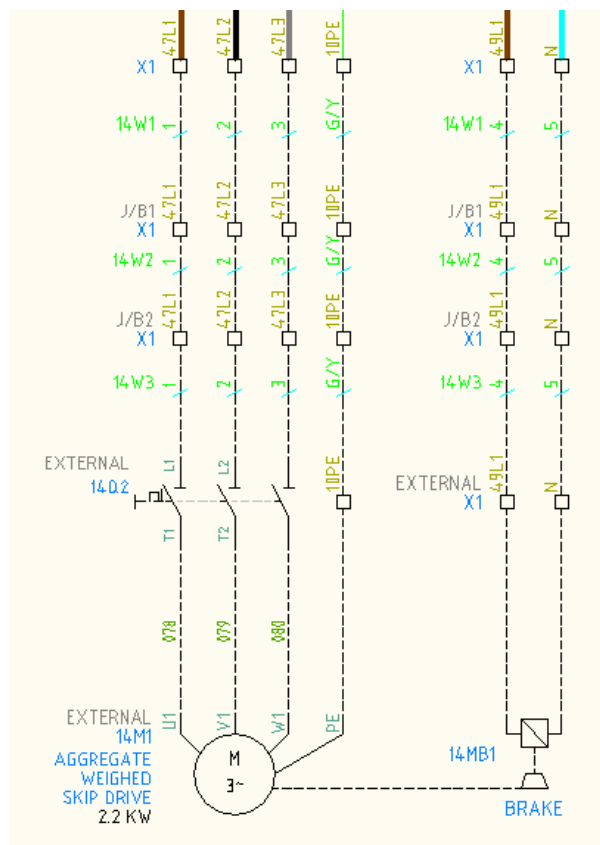 47L1 47L2 47L3 10PE 49L1 N
X1 X1
14W1 1 2 3 G/Y 14W1 4 5
J/B1 47L1 47L2 47L3 10PE J/B1 49L1 N
X1 X1
14W2 1 2 3 G/Y 14W2 4 5
J/B2 47L1 47L2 47L3 10PE J/B2 49L1 N
X1 X1
14W3 1 2 3 G/Y 14W3 4 5
EXTERNAL L1 L2 10PE EXTERNAL 49L1 N
14Q2 X1
T1 T2
078 079 080
EXTERNAL U1 V1 W1 PE
14M1
AGGREGATE M 14MB1
WEIGHED
SKIP DRIVE 3~
2.2 KW BRAKE